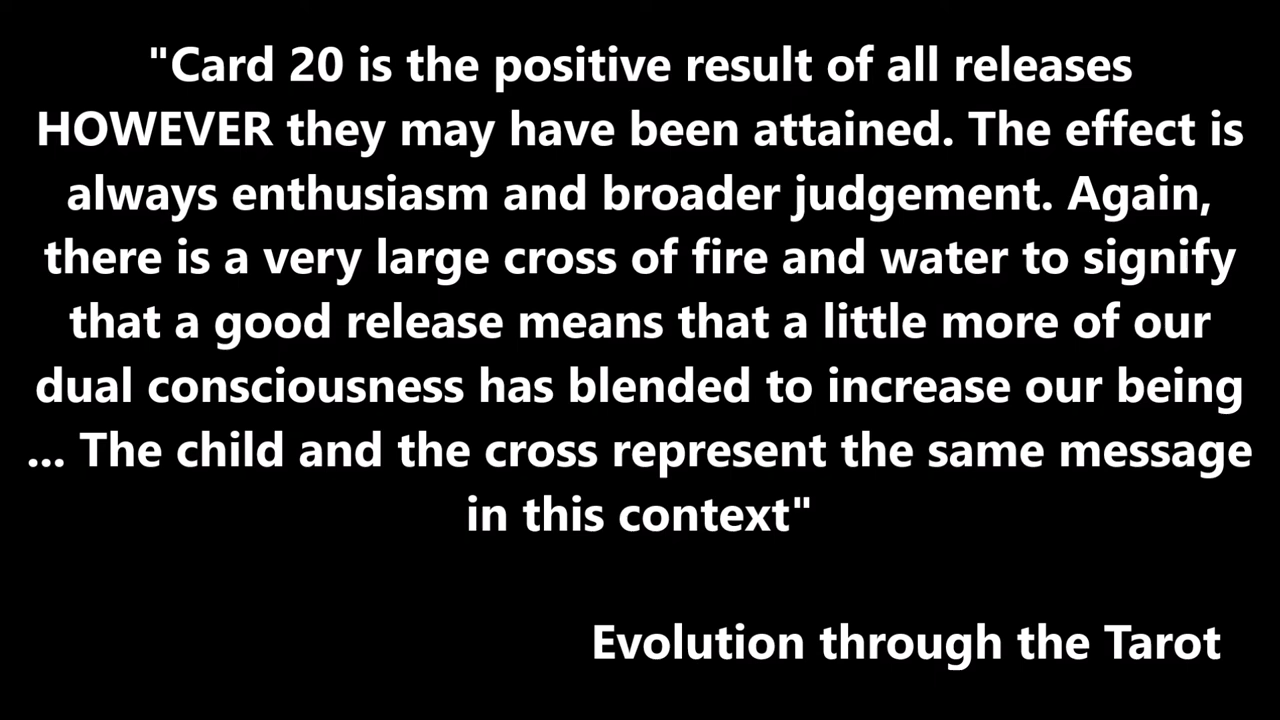 "Card 20 is the positive result of all releases
HOWEVER they may have been attained. The effect is
always enthusiasm and broader judgement. Again,
there is a very large cross of fire and water to signify
that a good release means that a little more of our
dual consciousness has blended to increase our being
... The child and the cross represent the same message
in this context"
Evolution through the Tarot